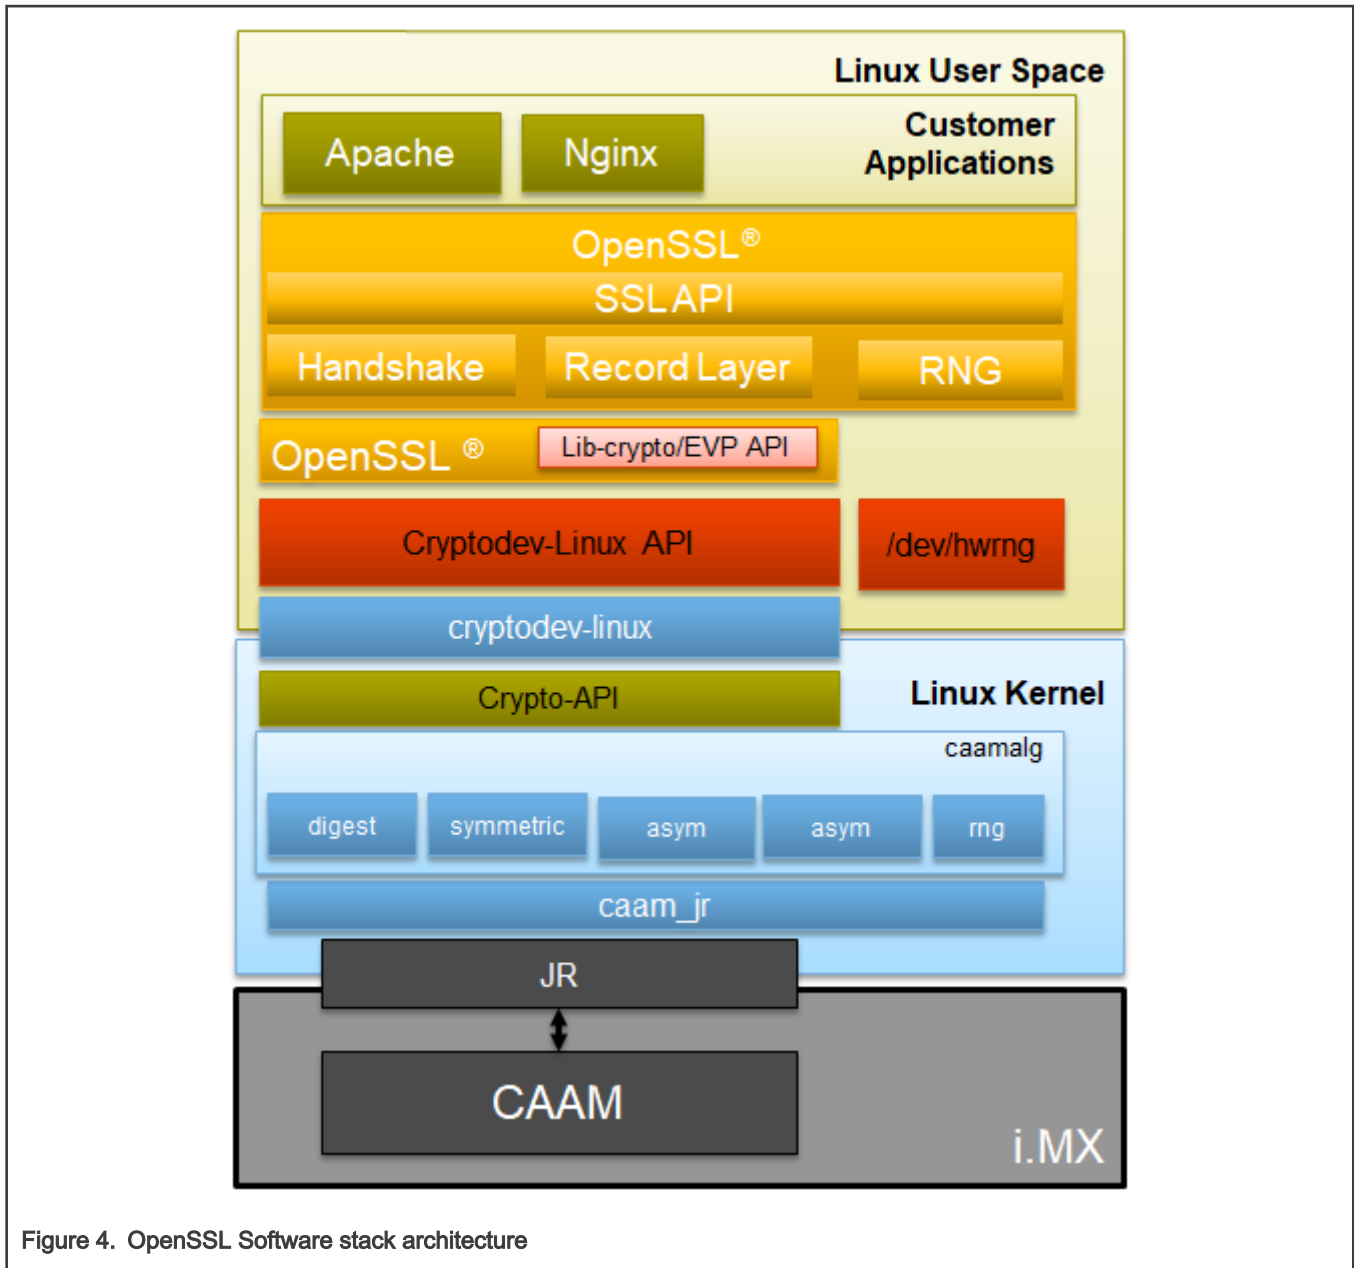 Linux User Space
Customer
Applications
Apache
Nginx
OpenSSL®
SSL API
Handshake
Record Layer
RNG
OpenSSL ®
Lib-crypto/EVP API
Cryptodev-Linux API
/dev/hwrng
cryptodev-linux
Crypto-API
Linux Kernel
caamalg
digest
symmetric
asym
asym
rng
caam_jr
JR
CAAM
i.MX
Figure 4. OpenSSL Software stack architecture